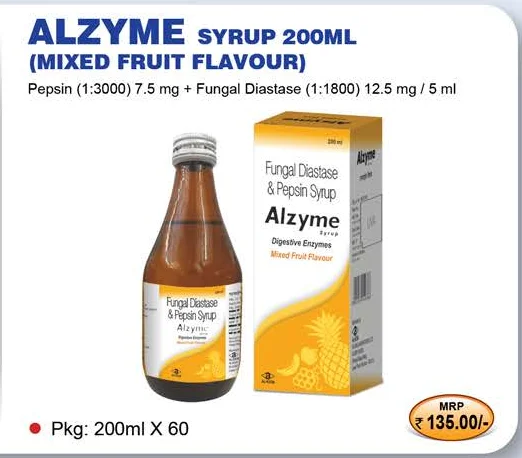 ALZYME SYRUP 200ML
(MIXED FRUIT FLAVOUR)
Pepsin (1:3000) 7.5 mg + Fungal Diastase (1:1800) 12.5 mg / 5 ml
200 ml
Fungal Diastase
& Pepsin Syrup
Alzyme
Syrup
Digestive Enzymes
Mixed Fruit Flavour
Alzyme
Fungal Diastase
& Pepsin Syrup
Alzyme
Digestive Enzymes
Mixed Fruit Flavour
Pkg: 200ml X 60
MRP
₹ 135.00/-